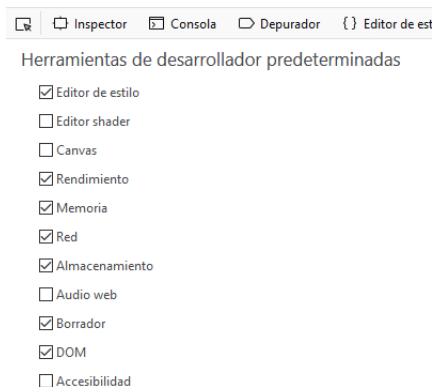 Inspector Consola Depurador { } Editor de est
Herramientas de desarrollador predeterminadas
Editor de estilo
Editor shader
Canvas
Rendimiento
Memoria
Red
Almacenamiento
Audio web
Borrador
DOM
Accesibilidad